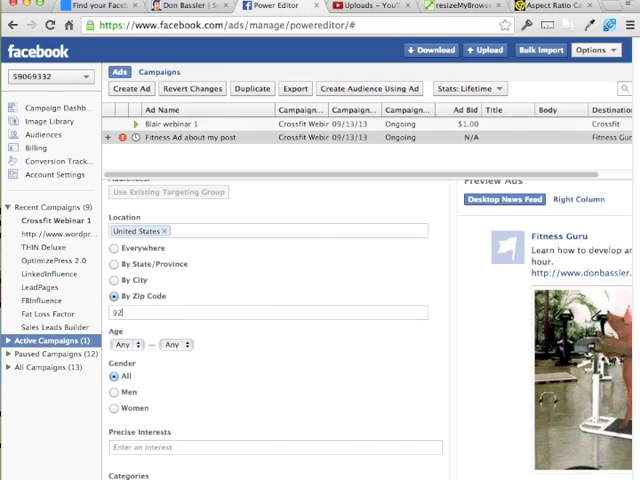 Find your Faceb
Don Bassler | Sp
Power Editor
Uploads – YouT
resizeMyBrowse
Aspect Ratio Ca
https://www.facebook.com/ads/manage/powereditor/#
facebook
Download
Upload
Bulk Import
Options
59069332
Ads
Campaigns
Create Ad
Revert Changes
Duplicate
Export
Create Audience Using Ad
Stats: Lifetime
Ad Name
Campaign...
Campaign...
Campaign...
Ad Bid
Title
Body
Destination
Blair webinar 1
Crossfit Webir
09/13/13
Ongoing
$1.00
Crossfit
+
Fitness Ad about my post
Crossfit Webir
09/13/13
Ongoing
N/A
Fitness Gur
Campaign Dashb...
Image Library
Audiences
Billing
Conversion Track...
Account Settings
Recent Campaigns (9)
Crossfit Webinar 1
http://www.wordpr...
THIN Deluxe
OptimizePress 2.0
LinkedInfluence
LeadPages
FBInfluence
Fat Loss Factor
Sales Leads Builder
Active Campaigns (1)
Paused Campaigns (12)
All Campaigns (13)
Use Existing Targeting Group
Location
United States ×
Everywhere
By State/Province
By City
By Zip Code
92
Age
Any — Any
Gender
All
Men
Women
Precise Interests
Enter an interest
Categories
Preview Ads
Desktop News Feed
Right Column
Fitness Guru
Learn how to develop an
hour.
http://www.donbassler.